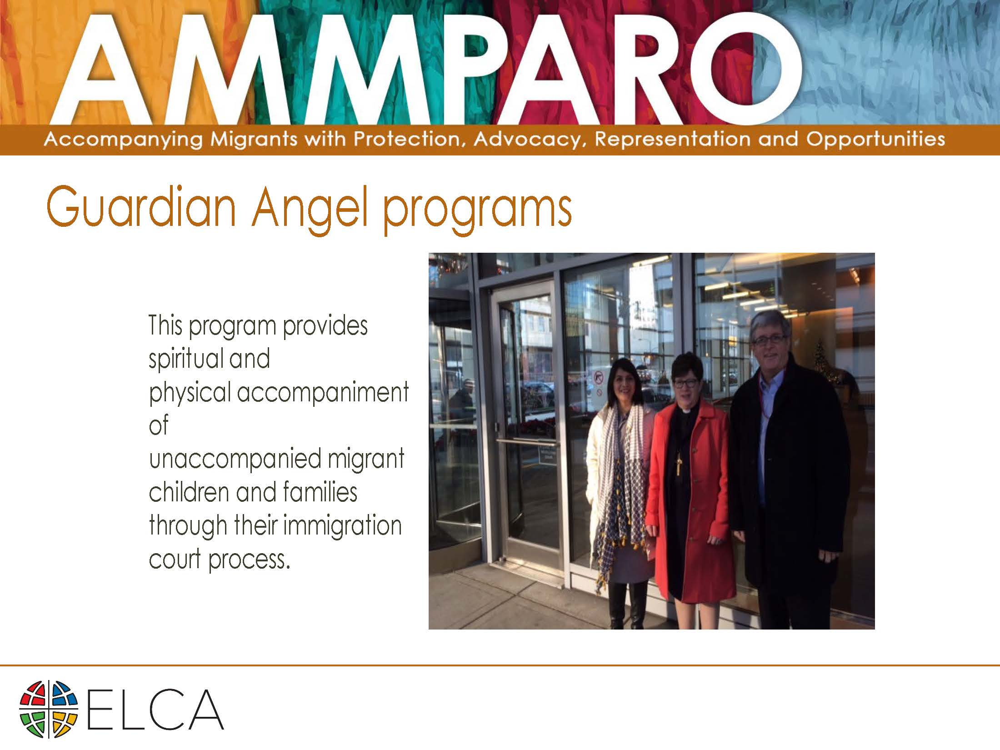 AMMPARO
Accompanying Migrants with Protection, Advocacy, Representation and Opportunities
Guardian Angel programs
This program provides
spiritual and
physical accompaniment
of
unaccompanied migrant
children and families
through their immigration
court process.
ELCA